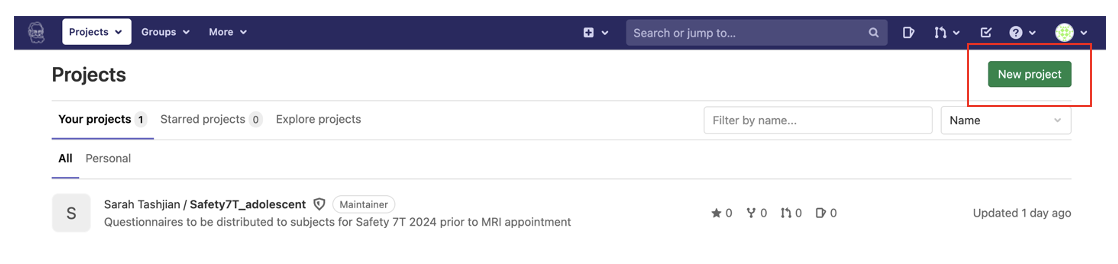 Projects Groups More Search or jump to...
Projects
New project
Your projects 1 Starred projects 0 Explore projects Filter by name... Name
All Personal
S Sarah Tashjian / Safety7T_adolescent Maintainer
Questionnaires to be distributed to subjects for Safety 7T 2024 prior to MRI appointment
0 0 0 0 Updated 1 day ago